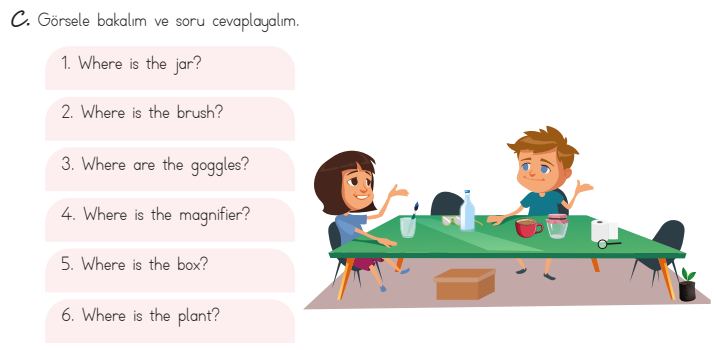 C. Görsele bakalım ve soru cevaplayalım.
1. Where is the jar?
2. Where is the brush?
3. Where are the goggles?
4. Where is the magnifier?
5. Where is the box?
6. Where is the plant?